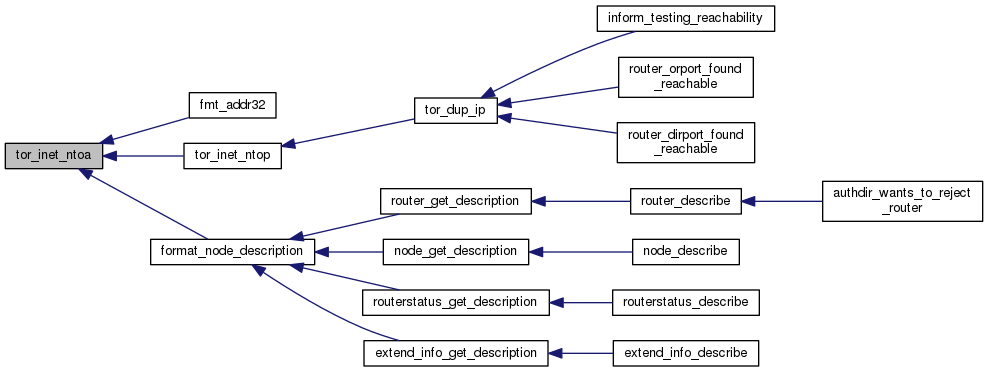 inform_testing_reachability
router_orport_found
_reachable
fmt_addr32
tor_dup_ip
router_dirport_found
_reachable
tor_inet_ntoa
tor_inet_ntop
authdir_wants_to_reject
_router
router_get_description
router_describe
format_node_description
node_get_description
node_describe
routerstatus_get_description
routerstatus_describe
extend_info_get_description
extend_info_describe